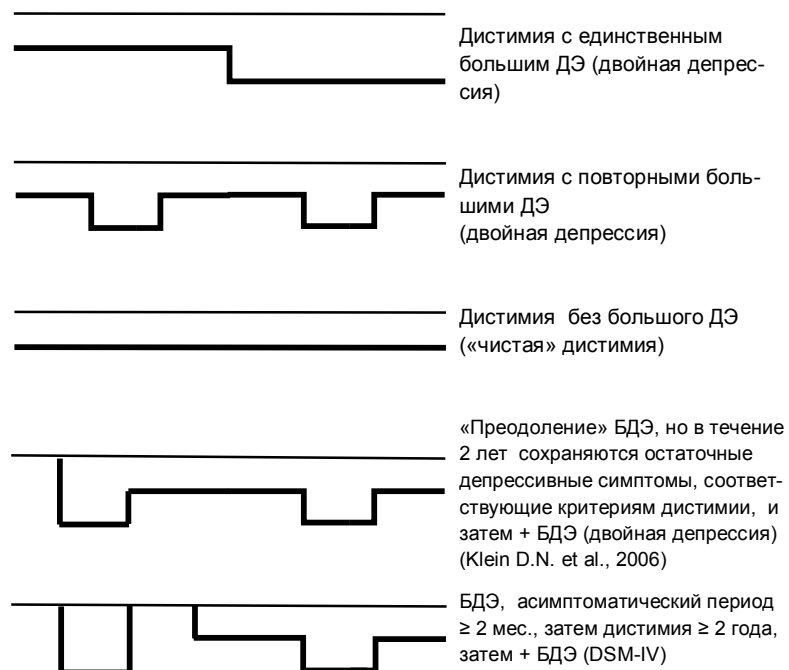 Дистимия с единственным
большим ДЭ (двойная депрес-
сия)
Дистимия с повторными боль-
шими ДЭ
(двойная депрессия)
Дистимия без большого ДЭ
(«чистая» дистимия)
«Преодоление» БДЭ, но в течение
2 лет сохраняются остаточные
депрессивные симптомы, соответ-
ствующие критериям дистимии, и
затем + БДЭ (двойная депрессия)
(Klein D.N. et al., 2006)
БДЭ, асимптоматический период
≥ 2 мес., затем дистимия ≥ 2 года,
затем + БДЭ (DSM-IV)